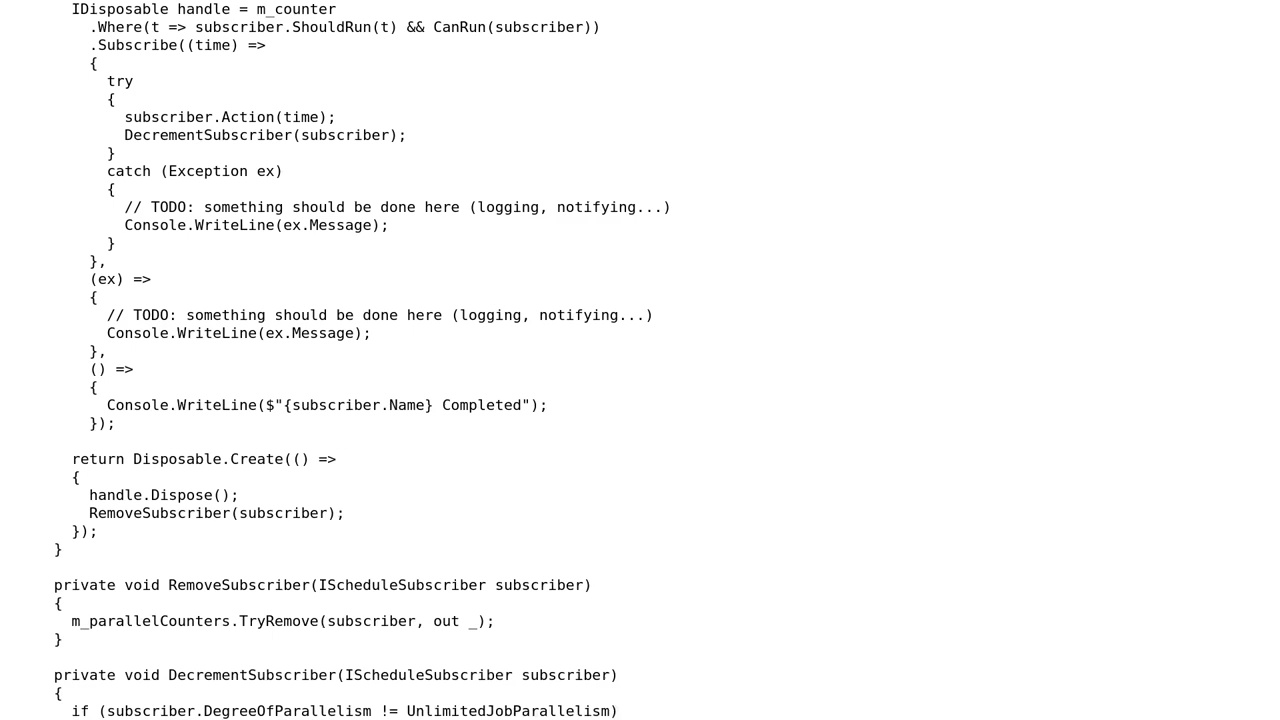 IDisposable handle = m_counter
.Where(t => subscriber.ShouldRun(t) && CanRun(subscriber))
.Subscribe((time) =>
{
try
{
subscriber.Action(time);
DecrementSubscriber(subscriber);
}
catch (Exception ex)
{
// TODO: something should be done here (logging, notifying...)
Console.WriteLine(ex.Message);
}
},
(ex) =>
{
// TODO: something should be done here (logging, notifying...)
Console.WriteLine(ex.Message);
},
() =>
{
Console.WriteLine($"{subscriber.Name} Completed");
});

return Disposable.Create(() =>
{
handle.Dispose();
RemoveSubscriber(subscriber);
});
}

private void RemoveSubscriber(IScheduleSubscriber subscriber)
{
m_parallelCounters.TryRemove(subscriber, out _);
}

private void DecrementSubscriber(IScheduleSubscriber subscriber)
{
if (subscriber.DegreeOfParallelism != UnlimitedJobParallelism)